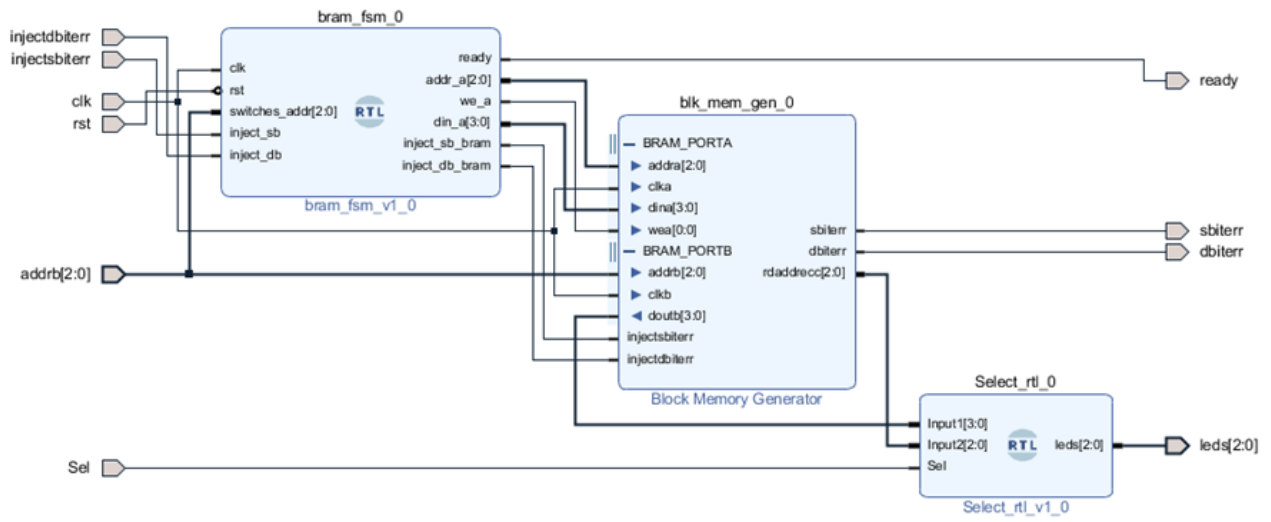 bram_fsm_0
injectdbiterr
injectsbiterr
clk
rst
clk
rst
switches_addr[2:0]
inject_sb
inject_db
RTL
ready
addr_a[2:0]
we_a
din_a[3:0]
inject_sb_bram
inject_db_bram
bram_fsm_v1_0
ready
blk_mem_gen_0
BRAM_PORTA
addra[2:0]
clka
dina[3:0]
wea[0:0]
BRAM_PORTB
addrb[2:0]
clkb
doutb[3:0]
injectsbiterr
injectdbiterr
sbiterr
dbiterr
rdaddrecc[2:0]
Block Memory Generator
sbiterr
dbiterr
addrb[2:0]
Select_rtl_0
Input1[3:0]
Input2[2:0]
Sel
RTL
leds[2:0]
Select_rtl_v1_0
leds[2:0]
Sel